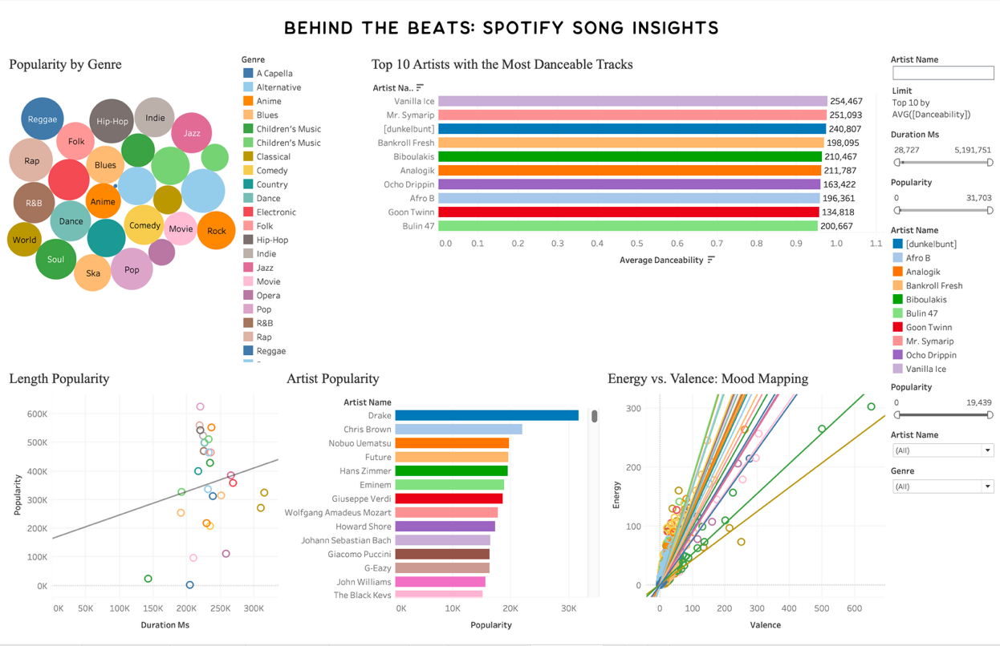 BEHIND THE BEATS: SPOTIFY SONG INSIGHTS
Popularity by Genre
Reggae
Hip-Hop
Indie
Jazz
Folk
Rap
Blues
R&B
Anime
Dance
Comedy
Movie
Rock
World
Soul
Ska
Pop
Genre
A Capella
Alternative
Anime
Blues
Children's Music
Children's Music
Classical
Comedy
Country
Dance
Electronic
Folk
Hip-Hop
Indie
Jazz
Movie
Opera
Pop
R&B
Rap
Reggae
Top 10 Artists with the Most Danceable Tracks
Artist Na..
Vanilla Ice 254,467
Mr. Symarip 251,093
[dunkelbunt] 240,807
Bankroll Fresh 198,095
Biboulakis 210,467
Analogik 211,787
Ocho Drippin 163,422
Afro B 196,361
Goon Twinn 134,818
Bulin 47 200,667
0.0 0.1 0.2 0.3 0.4 0.5 0.6 0.7 0.8 0.9 1.0 1.1
Average Danceability
Artist Name
Limit
Top 10 by
AVG([Danceability])
Duration Ms
28,727 5,191,751
Popularity
0 31,703
Artist Name
[dunkelbunt]
Afro B
Analogik
Bankroll Fresh
Biboulakis
Bulin 47
Goon Twinn
Mr. Symarip
Ocho Drippin
Vanilla Ice
Popularity
0 19,439
Artist Name
(All)
Genre
(All)
Length Popularity
Popularity
600K
500K
400K
300K
200K
100K
0K
0K 50K 100K 150K 200K 250K 300K
Duration Ms
Artist Popularity
Artist Name
Drake
Chris Brown
Nobuo Uematsu
Future
Hans Zimmer
Eminem
Giuseppe Verdi
Wolfgang Amadeus Mozart
Howard Shore
Johann Sebastian Bach
Giacomo Puccini
G-Eazy
John Williams
The Black Keys
0K 10K 20K 30K
Popularity
Energy vs. Valence: Mood Mapping
Energy
300
200
100
0
0 100 200 300 400 500 600
Valence